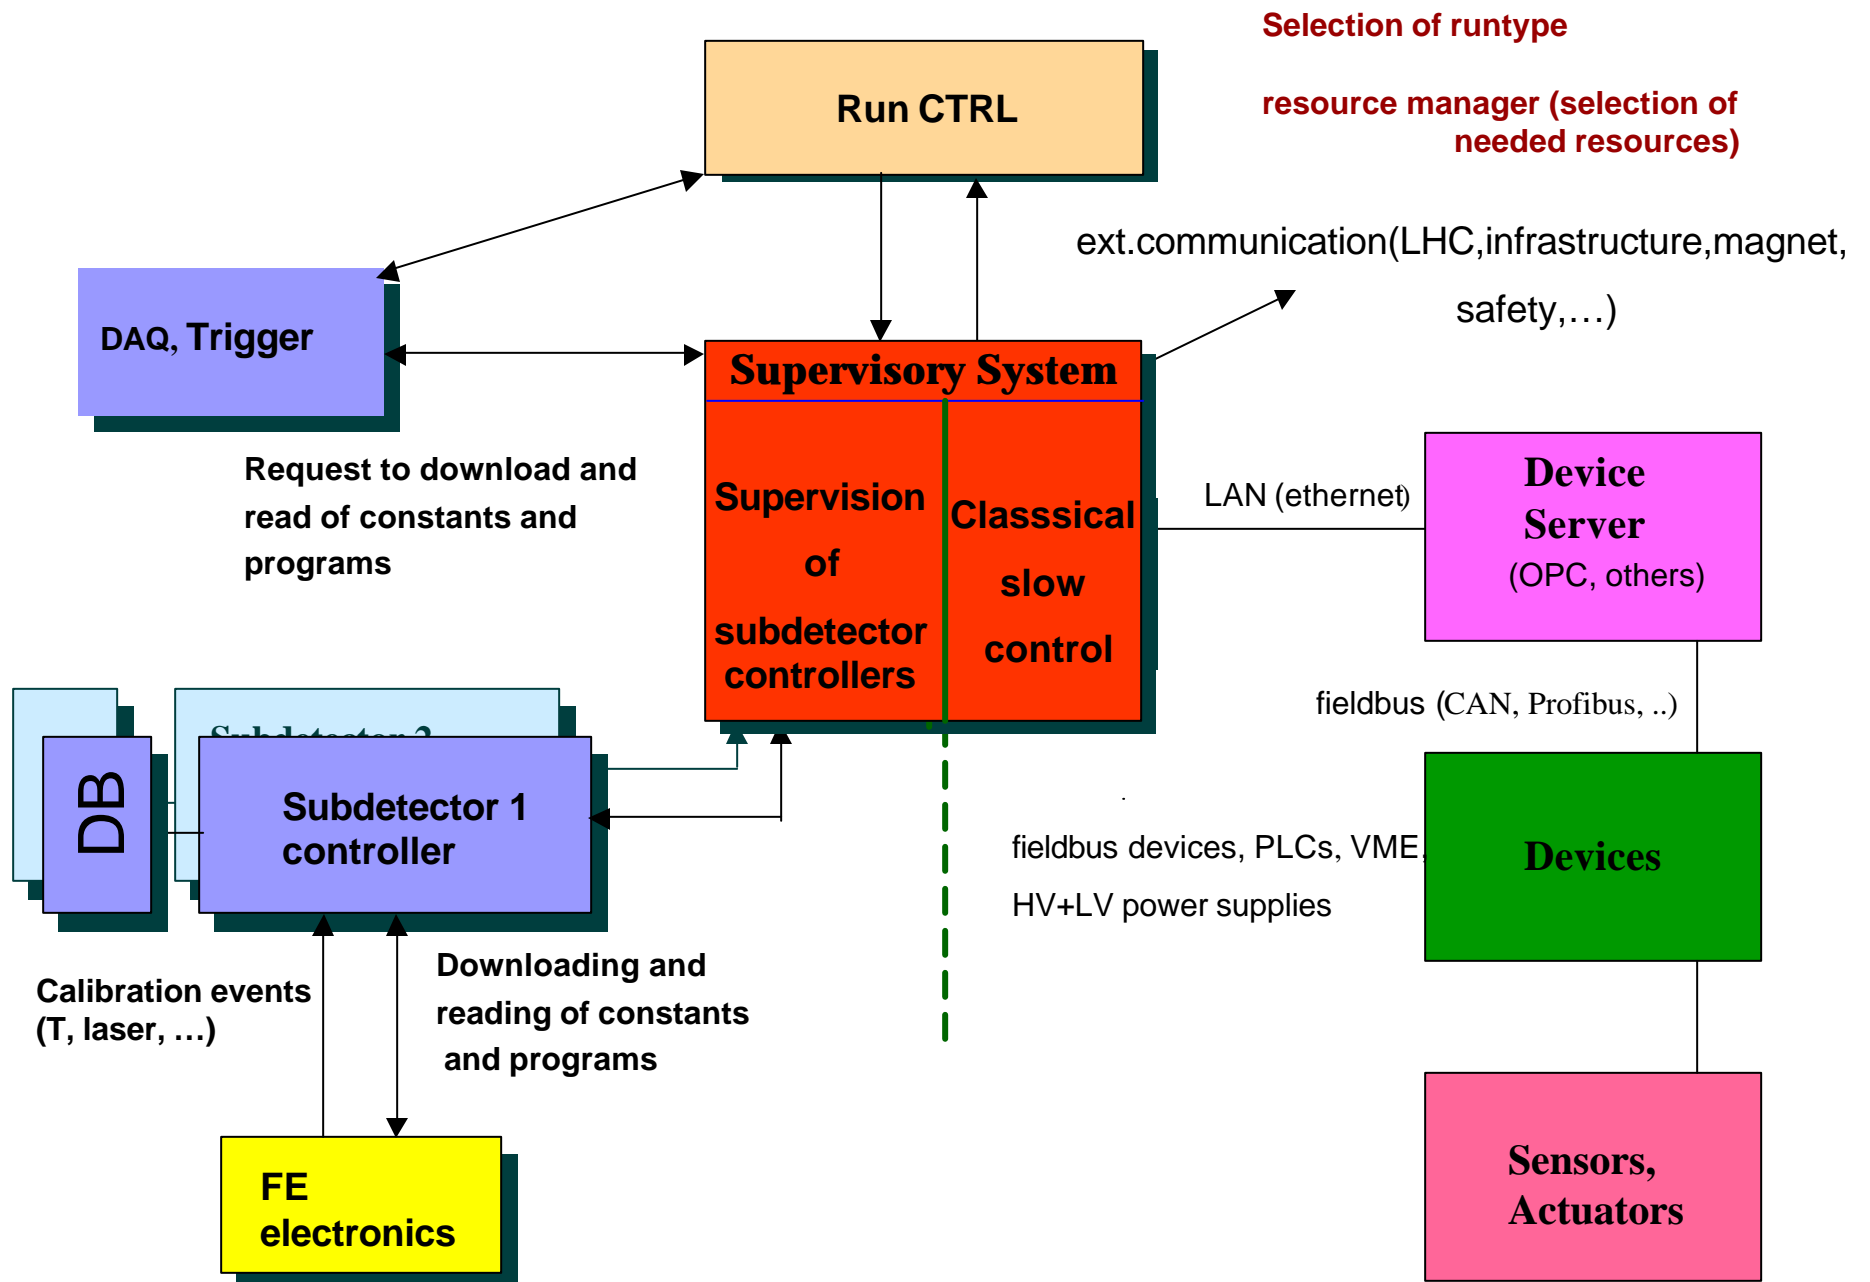 Selection of runtype
resource manager (selection of
needed resources)
Run CTRL
ext.communication(LHC,infrastructure,magnet,
safety,…)
DAQ, Trigger
Supervisory System
Supervision
of
subdetector
controllers
Classsical
slow
control
Request to download and
read of constants and
programs
LAN (ethernet)
Device
Server
(OPC, others)
fieldbus (CAN, Profibus, ..)
Subdetector 2
DB
Subdetector 1
controller
fieldbus devices, PLCs, VME,
HV+LV power supplies
Devices
Calibration events
(T, laser, …)
Downloading and
reading of constants
and programs
FE
electronics
Sensors,
Actuators